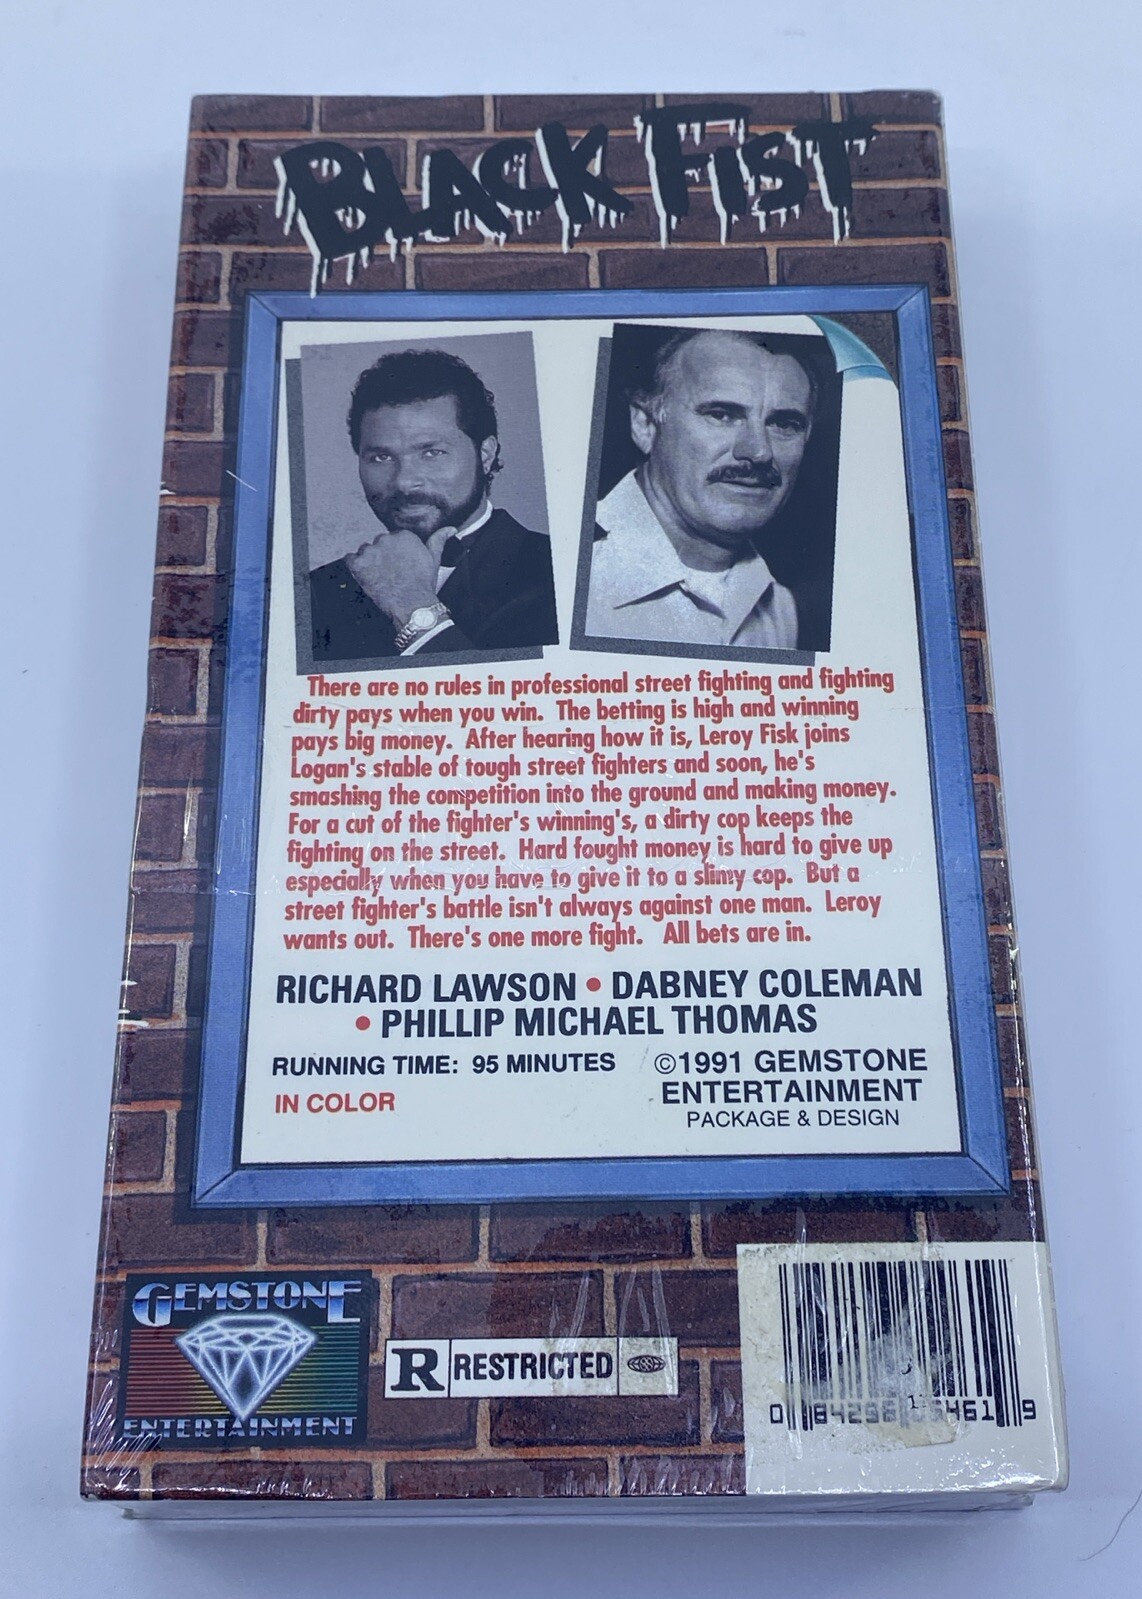 BLACK FIST
There are no rules in professional street fighting and fighting
dirty pays when you win. The betting is high and winning
pays big money. After hearing how it is, Leroy Fisk joins
Logan's stable of tough street fighters and soon, he's
smashing the competition into the ground and making money.
For a cut of the fighter's winning's, a dirty cop keeps the
fighting on the street. Hard fought money is hard to give up
especially when you have to give it to a slimy cop. But a
street fighter's battle isn't always against one man. Leroy
wants out. There's one more fight. All bets are in.
RICHARD LAWSON • DABNEY COLEMAN
• PHILLIP MICHAEL THOMAS
RUNNING TIME: 95 MINUTES
IN COLOR
©1991 GEMSTONE
ENTERTAINMENT
PACKAGE & DESIGN
GEMSTONE
ENTERTAINMENT
R RESTRICTED
0 9